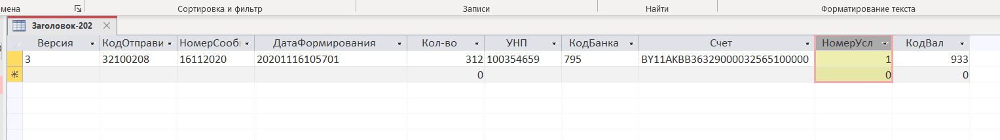 мена Сортировка и фильтр Записи Найти Форматирование текста
Заголовок-202
Версия КодОтправи НомерСообі ДатаФормирования Кол-во УНП КодБанка Счет НомерУсл КодВал
3 32100208 16112020 20201116105701 312 100354659 795 BY11AKBB36329000032565100000 1 933
0 0 0